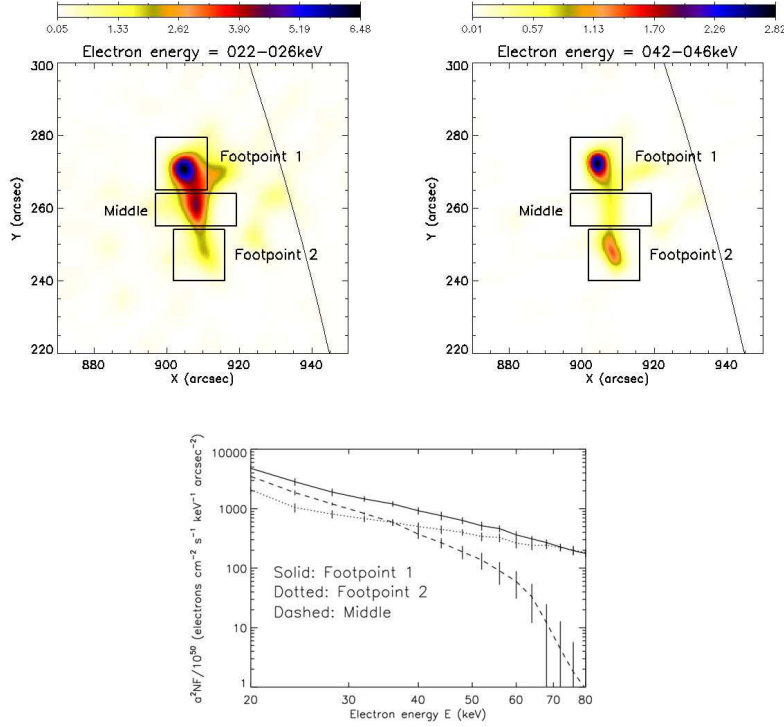 0.05 1.33 2.62 3.90 5.19 6.48
Electron energy = 022–026keV
300
280
260
240
220
Y (arcsec)
Footpoint 1
Middle
Footpoint 2
880 900 920 940
X (arcsec)
0.01 0.57 1.13 1.70 2.26 2.82
Electron energy = 042–046keV
300
280
260
240
220
Y (arcsec)
Footpoint 1
Middle
Footpoint 2
880 900 920 940
X (arcsec)
a²NF/10⁵⁰ (electrons cm⁻² s⁻¹ keV⁻¹ arcsec⁻²)
10000
1000
100
10
1
Solid: Footpoint 1
Dotted: Footpoint 2
Dashed: Middle
20 30 40 50 60 70 80
Electron energy E (keV)